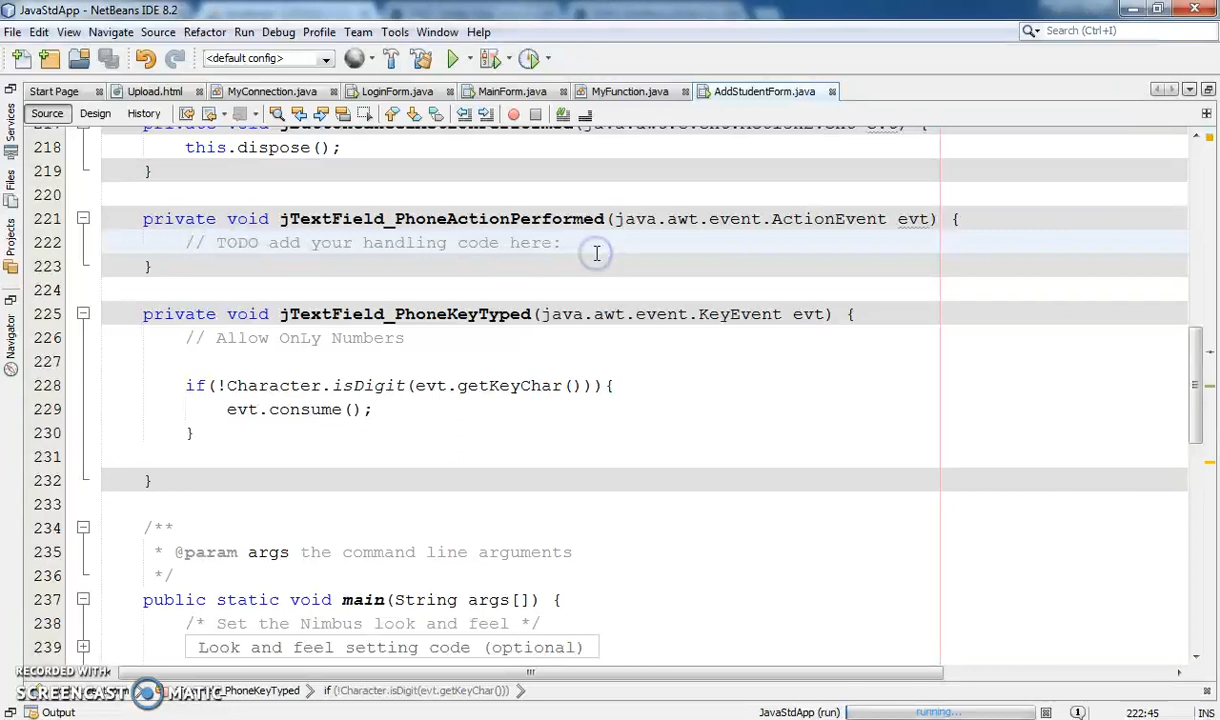 JavaStdApp - NetBeans IDE 8.2
File Edit View Navigate Source Refactor Run Debug Profile Team Tools Window Help
Search (Ctrl+I)
<default config>
Start Page Upload.html MyConnection.java LoginForm.java MainForm.java MyFunction.java AddStudentForm.java
Source Design History
Services
Files
Projects
Navigator
218 this.dispose();
219 }
220
221 private void jTextField_PhoneActionPerformed(java.awt.event.ActionEvent evt) {
222 // TODO add your handling code here:
223 }
224
225 private void jTextField_PhoneKeyTyped(java.awt.event.KeyEvent evt) {
226 // Allow OnLy Numbers
227
228 if(!Character.isDigit(evt.getKeyChar())){
229 evt.consume();
230 }
231
232 }
233
234 /**
235 * @param args the command line arguments
236 */
237 public static void main(String args[]) {
238 /* Set the Nimbus look and feel */
239 Look and feel setting code (optional)
RECORDED WITH
SCREENCAST MATIC
PhoneKeyTyped if (!Character.isDigit(evt.getKeyChar()))
Output JavaStdApp (run) running... 1 222:45 INS